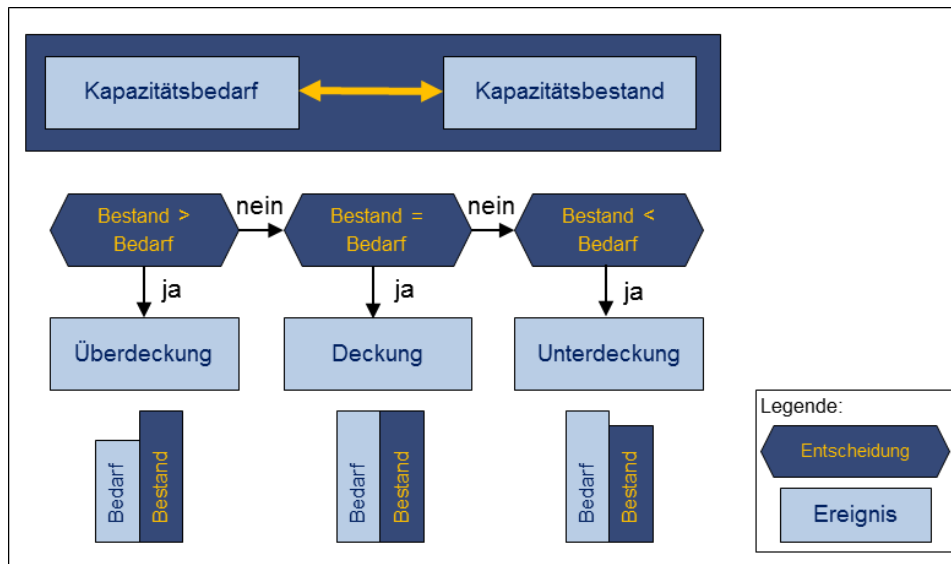 Kapazitätsbedarf
Kapazitätsbestand
Bestand >
Bedarf
nein
Bestand =
Bedarf
nein
Bestand <
Bedarf
ja
ja
ja
Überdeckung
Deckung
Unterdeckung
Bedarf
Bestand
Bedarf
Bestand
Bedarf
Bestand
Legende:
Entscheidung
Ereignis